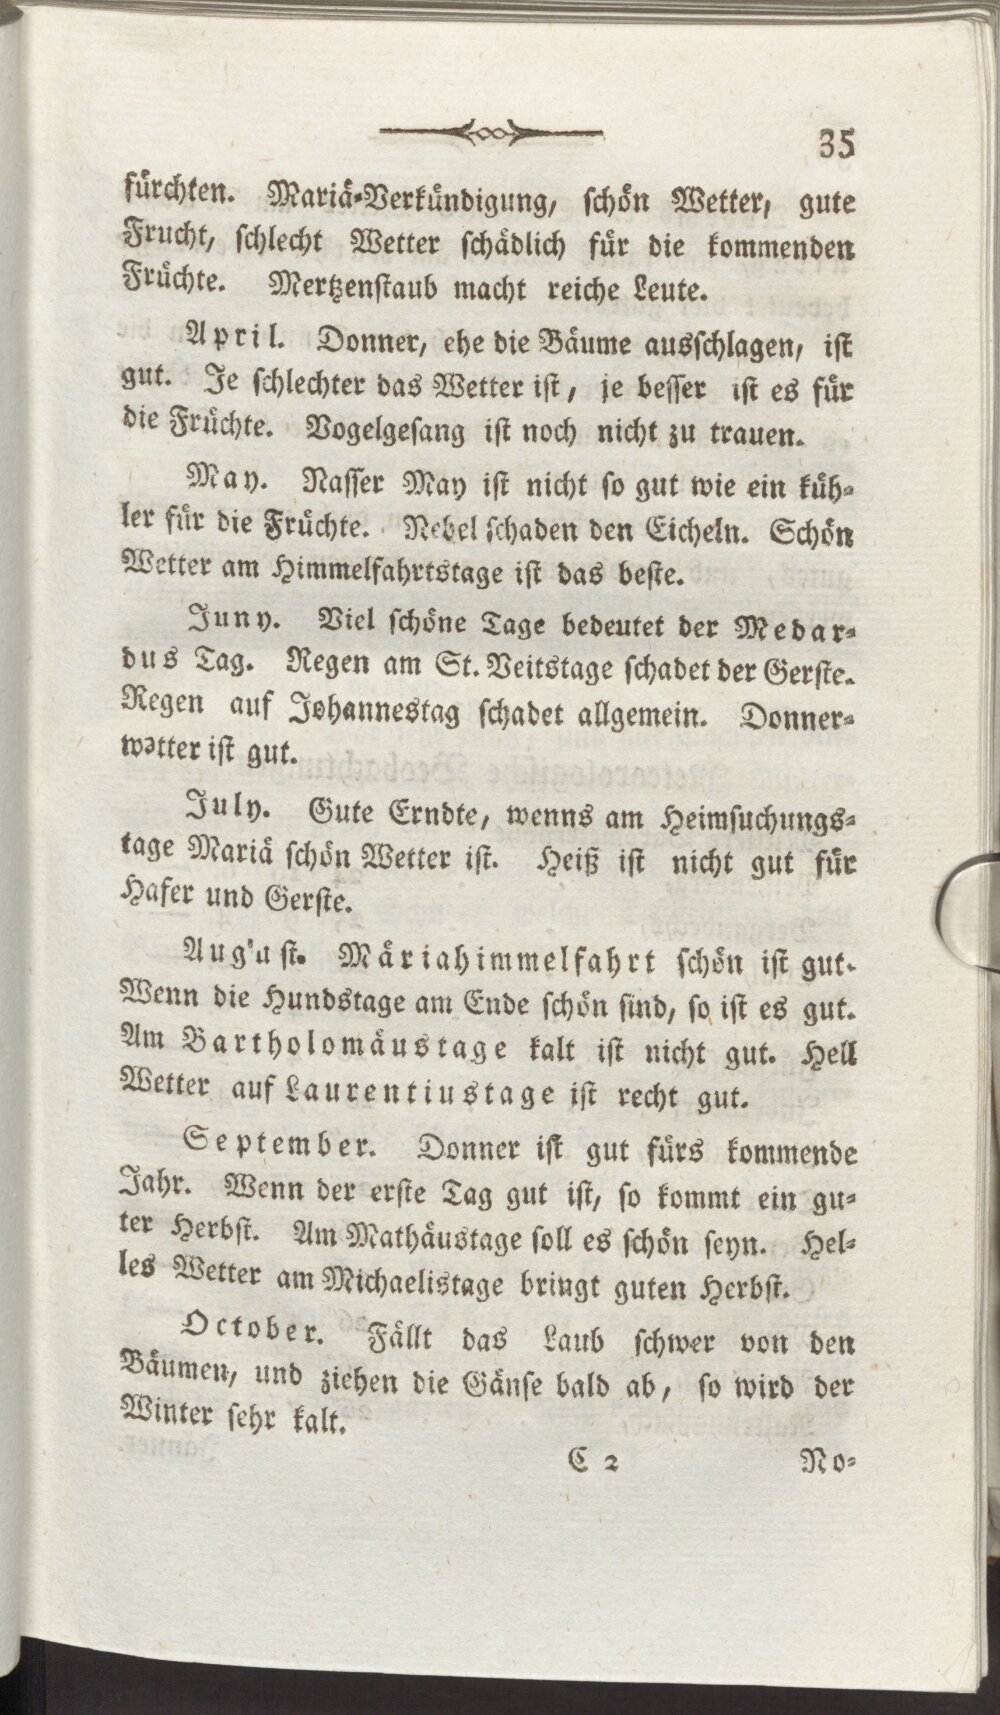 35
fürchten. Mariä-Verkündigung, schön Wetter, gute
Frucht, schlecht Wetter schädlich für die kommenden
Früchte. Mertzenstaub macht reiche Leute.
April. Donner, ehe die Bäume ausschlagen, ist
gut. Je schlechter das Wetter ist, je besser ist es für
die Früchte. Vogelgesang ist noch nicht zu trauen.
May. Nasser May ist nicht so gut wie ein küh-
ler für die Früchte. Nebel schaden den Eicheln. Schön
Wetter am Himmelfahrtstage ist das beste.
Juny. Viel schöne Tage bedeutet der Medar-
dus Tag. Regen am St. Veitstage schadet der Gerste.
Regen auf Johannestag schadet allgemein. Donner-
wetter ist gut.
July. Gute Erndte, wenns am Heimsuchungs-
tage Mariä schön Wetter ist. Heiß ist nicht gut für
Hafer und Gerste.
August. Märiahimmelfahrt schön ist gut.
Wenn die Hundstage am Ende schön sind, so ist es gut.
Am Bartholomäustage kalt ist nicht gut. Hell
Wetter auf Laurentiustage ist recht gut.
September. Donner ist gut fürs kommende
Jahr. Wenn der erste Tag gut ist, so kommt ein gu-
ter Herbst. Am Mathäustage soll es schön seyn. Hel-
les Wetter am Michaelistage bringt guten Herbst.
October. Fällt das Laub schwer von den
Bäumen, und ziehen die Gänse bald ab, so wird der
Winter sehr kalt.
C 2 No-